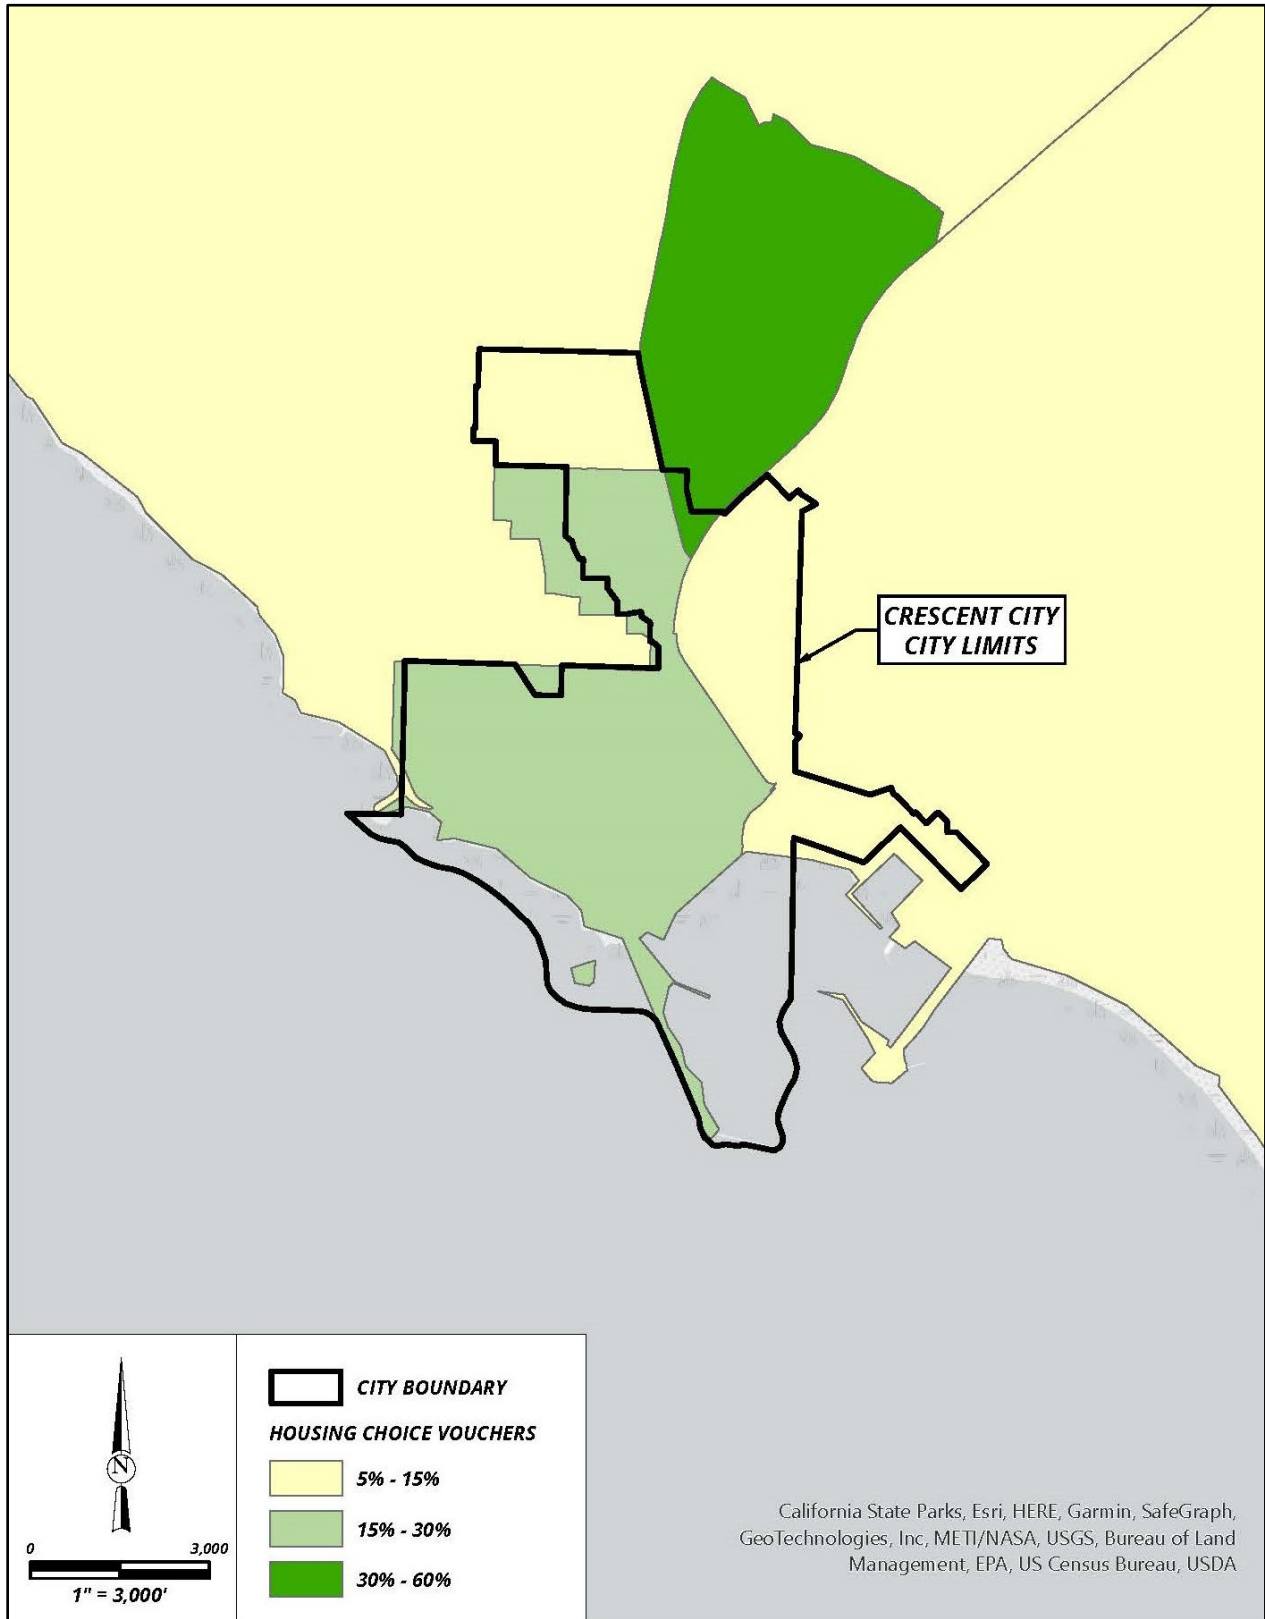 CRESCENT CITY
CITY LIMITS
N
0 3,000
1" = 3,000'
CITY BOUNDARY
HOUSING CHOICE VOUCHERS
5% - 15%
15% - 30%
30% - 60%
California State Parks, Esri, HERE, Garmin, SafeGraph,
GeoTechnologies, Inc, METI/NASA, USGS, Bureau of Land
Management, EPA, US Census Bureau, USDA